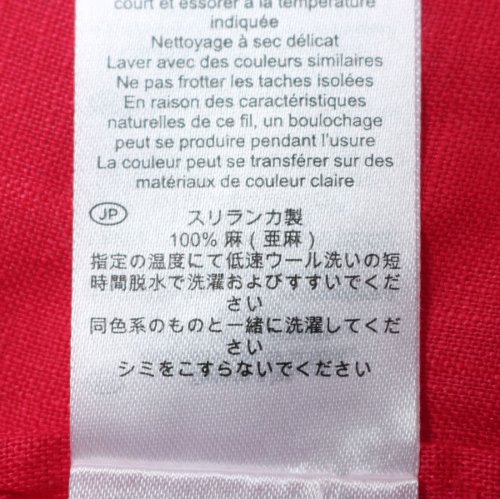 court et essorer à la température
indiquée
Nettoyage à sec délicat
Laver avec des couleurs similaires
Ne pas frotter les taches isolées
En raison des caractéristiques
naturelles de ce fil, un boulochage
peut se produire pendant l'usure
La couleur peut se transférer sur des
matériaux de couleur claire
JP
スリランカ製
100% 麻 ( 亜麻 )
指定の温度にて低速ウール洗いの短
時間脱水で洗濯およびすすいでくだ
さい
同色系のものと一緒に洗濯してくだ
さい
シミをこすらないでください